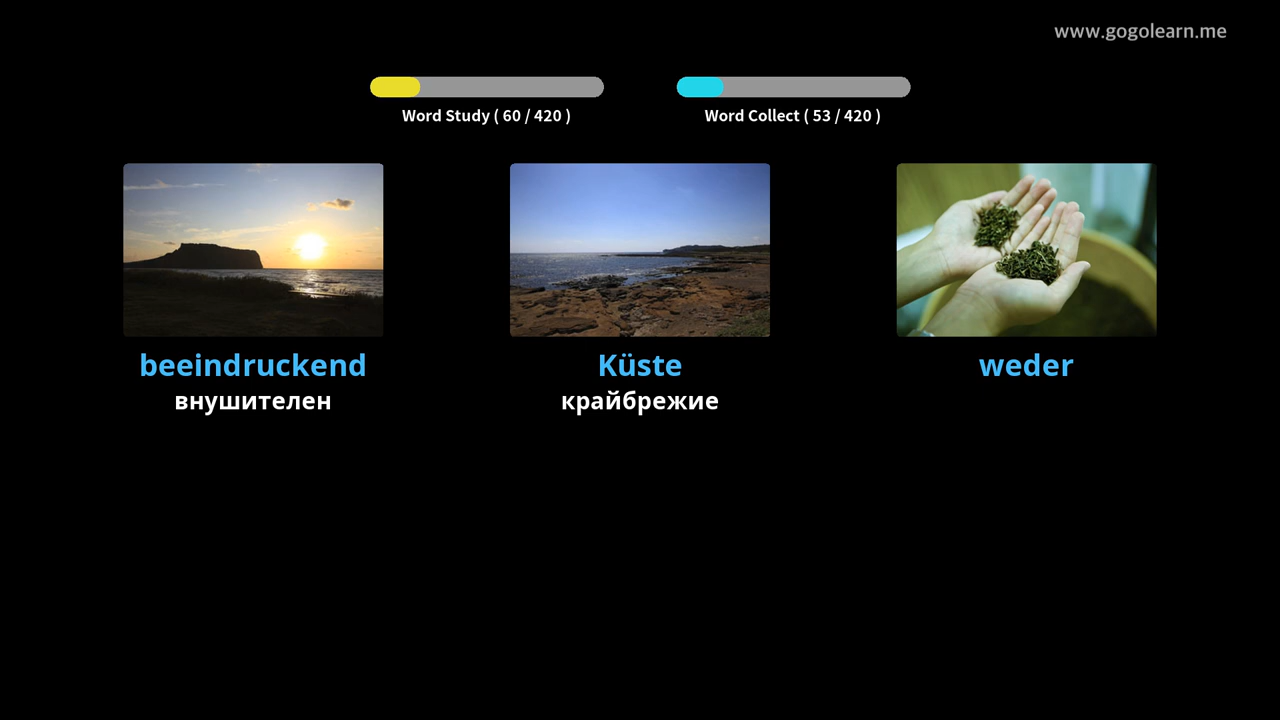 www.gogolearn.me
Word Study ( 60 / 420 )
Word Collect ( 53 / 420 )
beeindruckend
внушителен
Küste
крайбрежие
weder